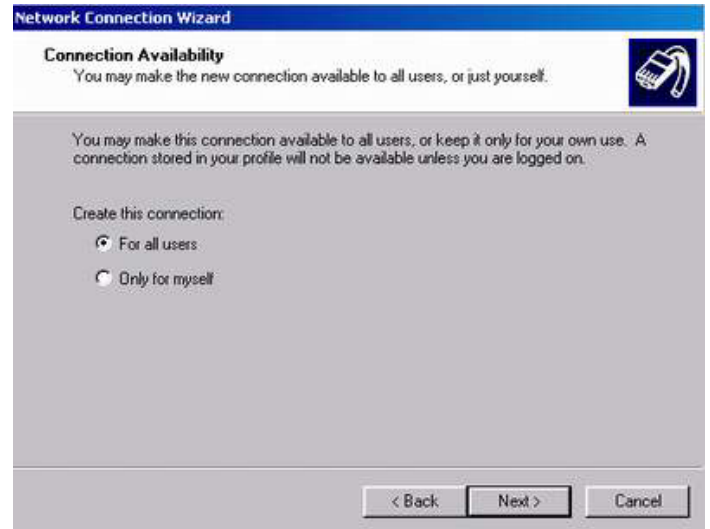 Network Connection Wizard
Connection Availability
You may make the new connection available to all users, or just yourself.
You may make this connection available to all users, or keep it only for your own use. A
connection stored in your profile will not be available unless you are logged on.
Create this connection:
For all users
Only for myself
< Back Next > Cancel